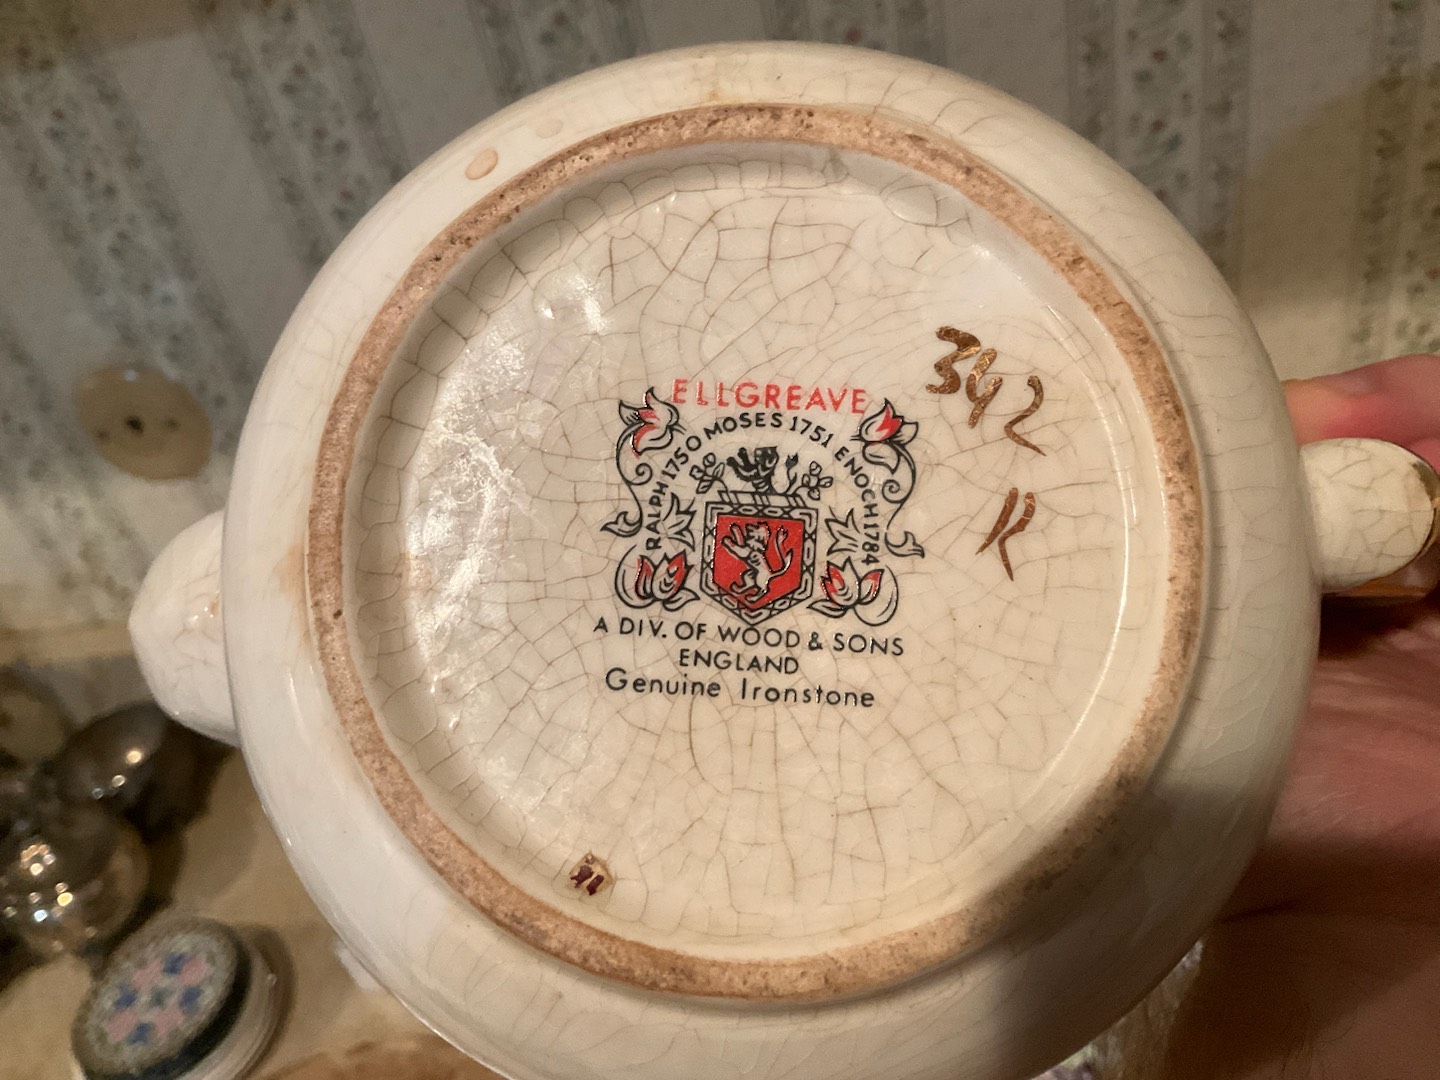 ELLGREAVE
RALPH 1750 MOSES 1751 ENOCH 1784
A DIV. OF WOOD & SONS
ENGLAND
Genuine Ironstone
342